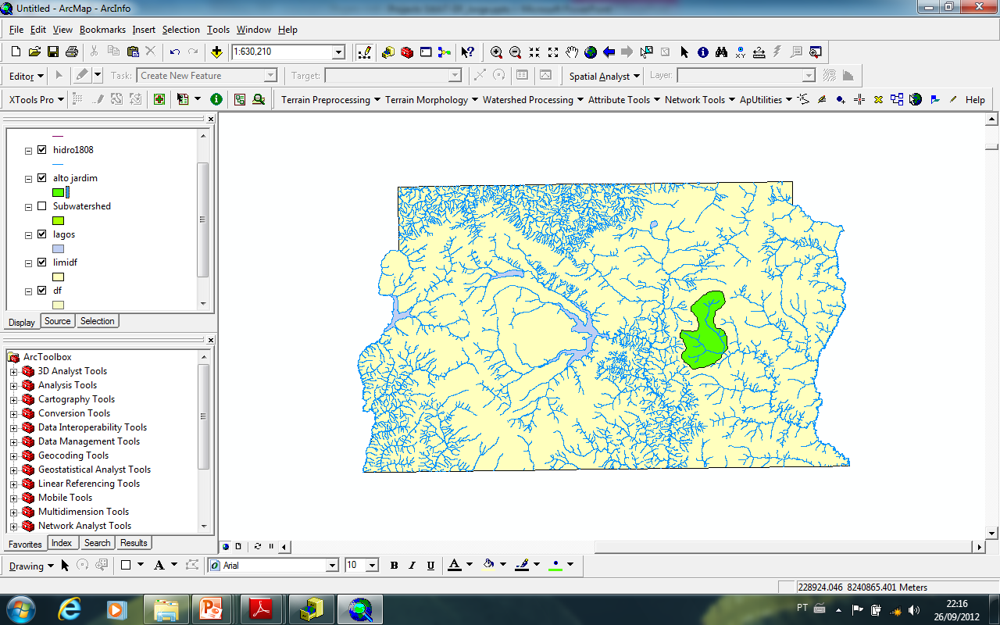 Untitled - ArcMap - ArcInfo
File Edit View Bookmarks Insert Selection Tools Window Help
1:630,210
Editor Task: Create New Feature Target: Spatial Analyst Layer:
XTools Pro Terrain Preprocessing Terrain Morphology Watershed Processing Attribute Tools Network Tools ApUtilities Help
hidro1808
alto jardim
Subwatershed
lagos
limidf
df
Display Source Selection
ArcToolbox
3D Analyst Tools
Analysis Tools
Cartography Tools
Conversion Tools
Data Interoperability Tools
Data Management Tools
Geocoding Tools
Geostatistical Analyst Tools
Linear Referencing Tools
Mobile Tools
Multidimension Tools
Network Analyst Tools
Favorites Index Search Results
Drawing A Arial 10 B I U A
228924.046 8240865.401 Meters
PT 22:16
26/09/2012